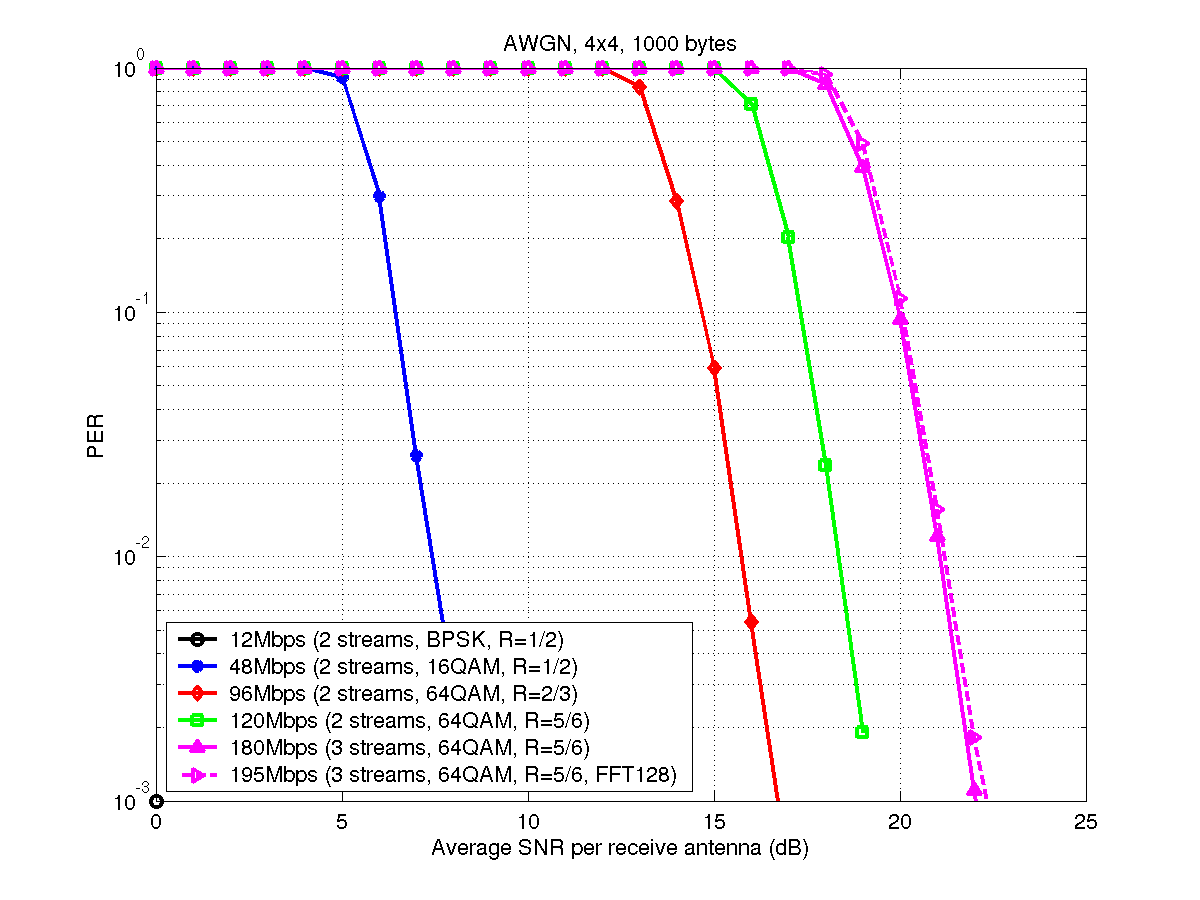 AWGN, 4x4, 1000 bytes
10^0
10^-1
10^-2
10^-3
PER
12Mbps (2 streams, BPSK, R=1/2)
48Mbps (2 streams, 16QAM, R=1/2)
96Mbps (2 streams, 64QAM, R=2/3)
120Mbps (2 streams, 64QAM, R=5/6)
180Mbps (3 streams, 64QAM, R=5/6)
195Mbps (3 streams, 64QAM, R=5/6, FFT128)
0 5 10 15 20 25
Average SNR per receive antenna (dB)